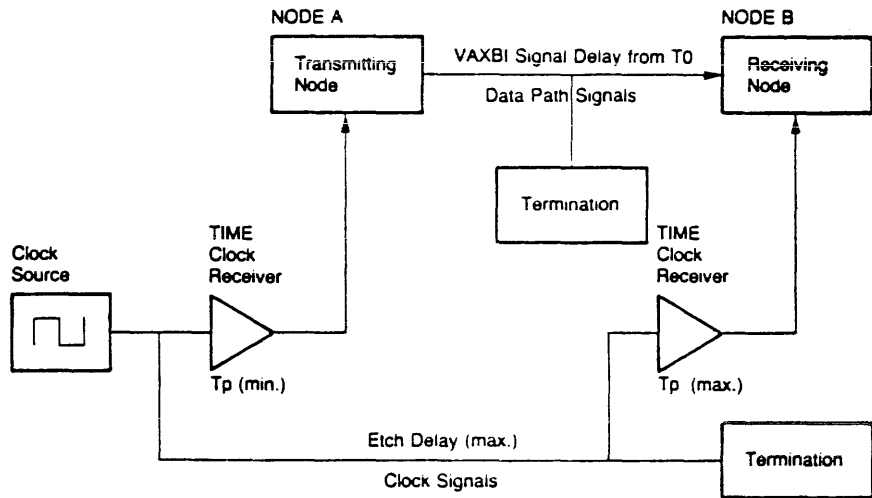 NODE A
NODE B
Transmitting
Node
VAXBI Signal Delay from T0
Data Path Signals
Receiving
Node
Termination
Clock
Source
TIME
Clock
Receiver
TIME
Clock
Receiver
Tp (min.)
Tp (max.)
Etch Delay (max.)
Clock Signals
Termination